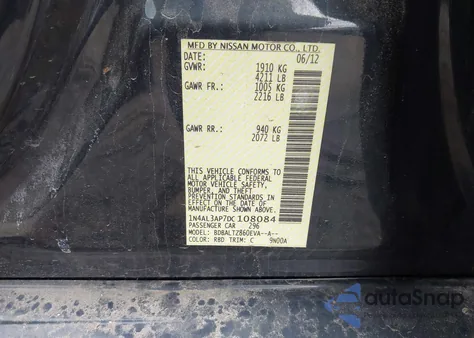 MFD BY NISSAN MOTOR CO., LTD.
DATE: 06/12
GVWR: 1910 KG
4211 LB
GAWR FR: 1005 KG
2216 LB
GAWR RR: 940 KG
2072 LB
THIS VEHICLE CONFORMS TO
ALL APPLICABLE FEDERAL
MOTOR VEHICLE SAFETY,
BUMPER, AND THEFT
PREVENTION STANDARDS
IN EFFECT ON THE DATE OF
MANUFACTURE SHOWN ABOVE.
1N4AL3AP7DC108084
PASSENGER CAR 296
MODEL: BDBALTZ860EVA--A--
COLOR: RBD TRIM: C 9N00A
autoSnap